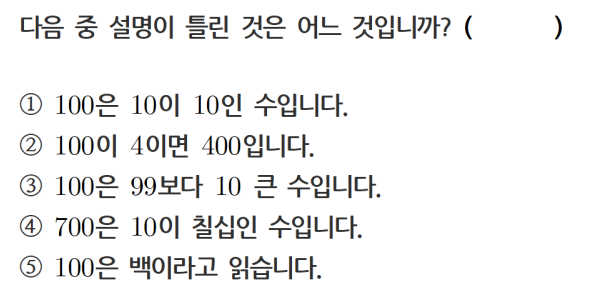 다음 중 설명이 틀린 것은 어느 것입니까? (        )
① 100은 10이 10인 수입니다.
② 100이 4이면 400입니다.
③ 100은 99보다 10 큰 수입니다.
④ 700은 10이 칠십인 수입니다.
⑤ 100은 백이라고 읽습니다.